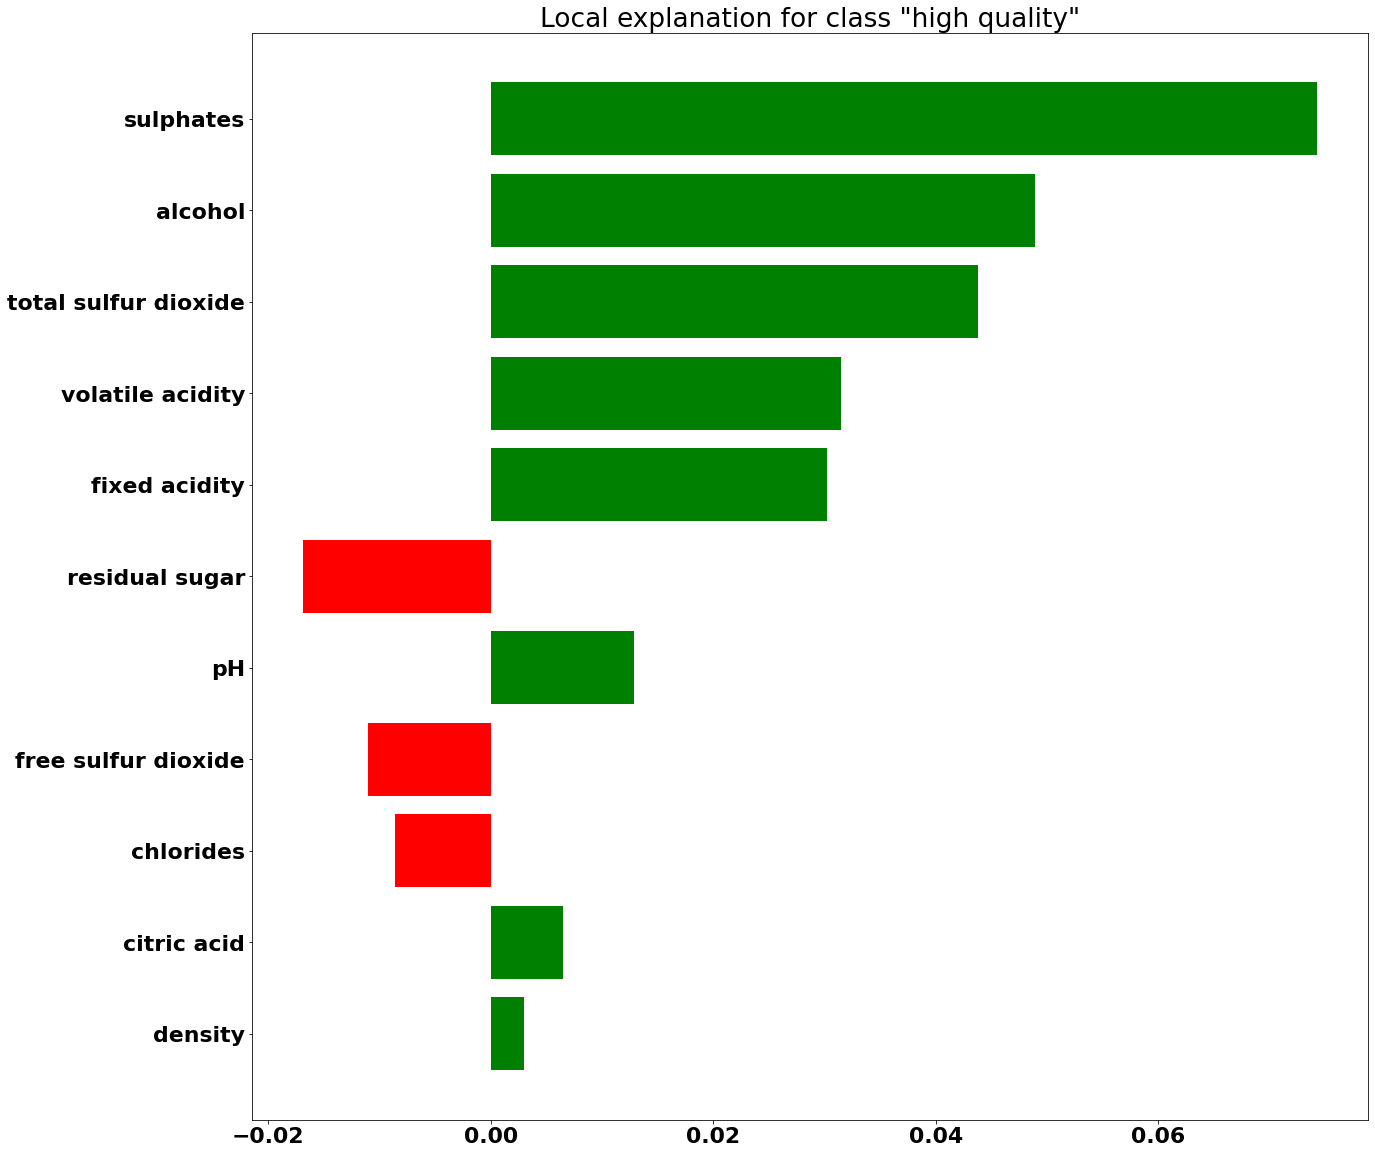 Local explanation for class "high quality"
sulphates
alcohol
total sulfur dioxide
volatile acidity
fixed acidity
residual sugar
pH
free sulfur dioxide
chlorides
citric acid
density
−0.02 0.00 0.02 0.04 0.06